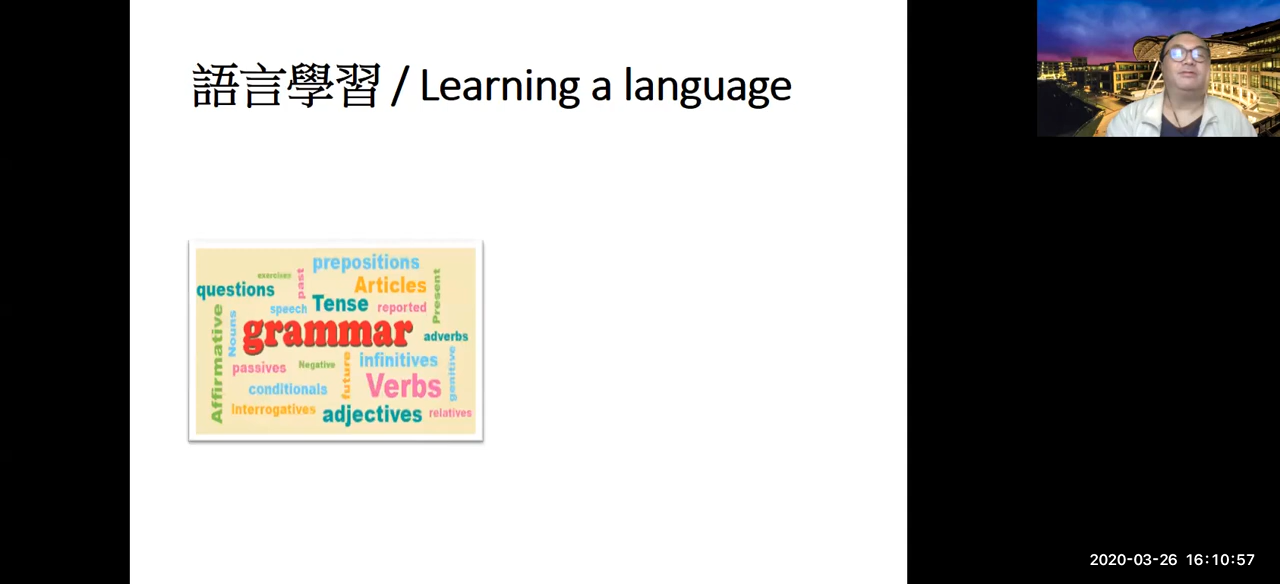 語言學習 / Learning a language
prepositions
exercises
past
Articles
Present
questions
speech
Tense
reported
Affirmative
Nouns
grammar
adverbs
passives
Negative
future
infinitives
genitive
conditionals
Verbs
interrogatives
adjectives
relatives
2020-03-26 16:10:57